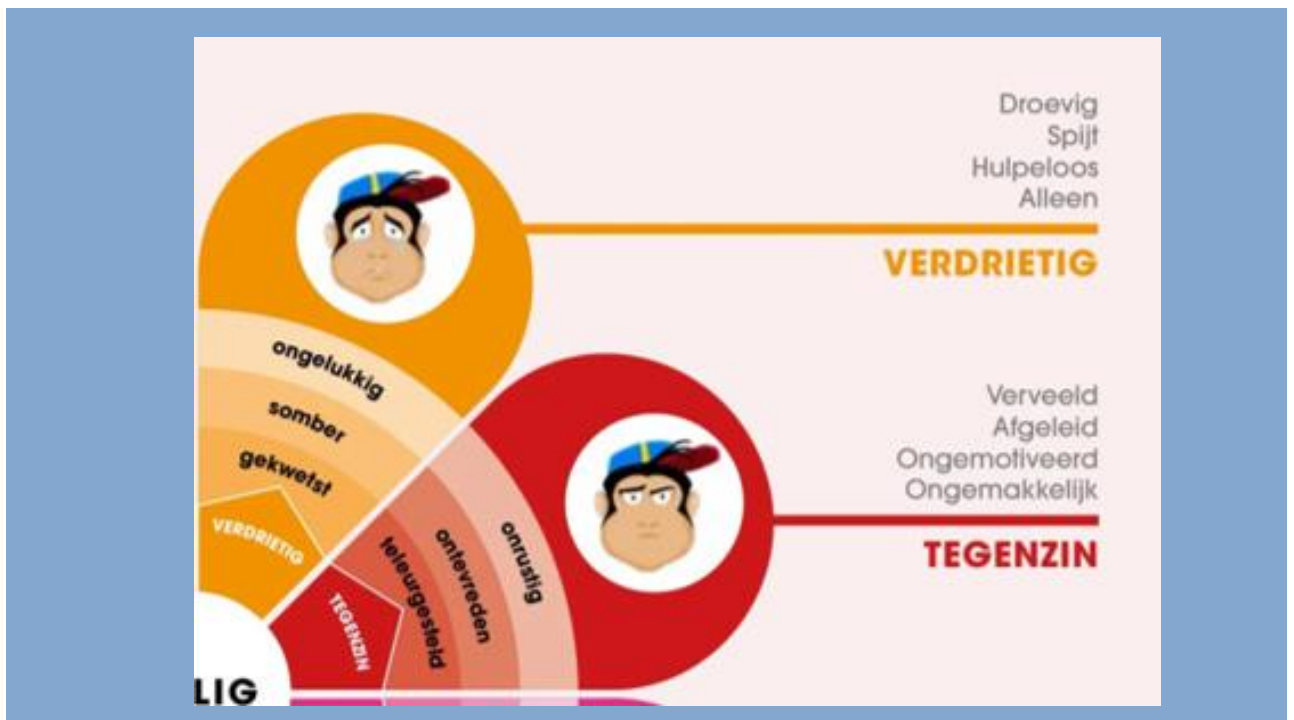 Droevig
Spijt
Hulpeloos
Alleen
VERDRIETIG
ongelukkig
somber
gekwetst
VERDRIETIG
Verveeld
Afgeleid
Ongemotiveerd
Ongemakkelijk
TEGENZIN
onrustig
ontevreden
teleurgesteld
TEGENZIN
LIG